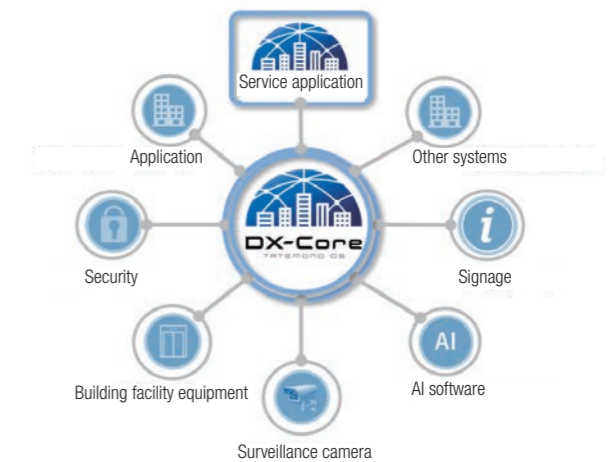 Service application
Application
Other systems
DX-Core
TATEMONO OS
Security
i
Signage
AI
Building facility equipment
AI software
Surveillance camera